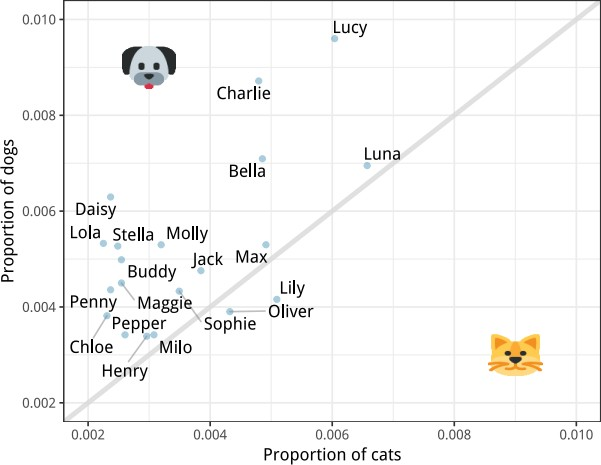 0.010
0.008
0.006
0.004
0.002
Proportion of dogs
Lucy
Charlie
Luna
Bella
Daisy
Lola
Stella
Molly
Max
Jack
Buddy
Lily
Penny
Maggie
Oliver
Sophie
Pepper
Chloe
Milo
Henry
0.002
0.004
0.006
0.008
0.010
Proportion of cats